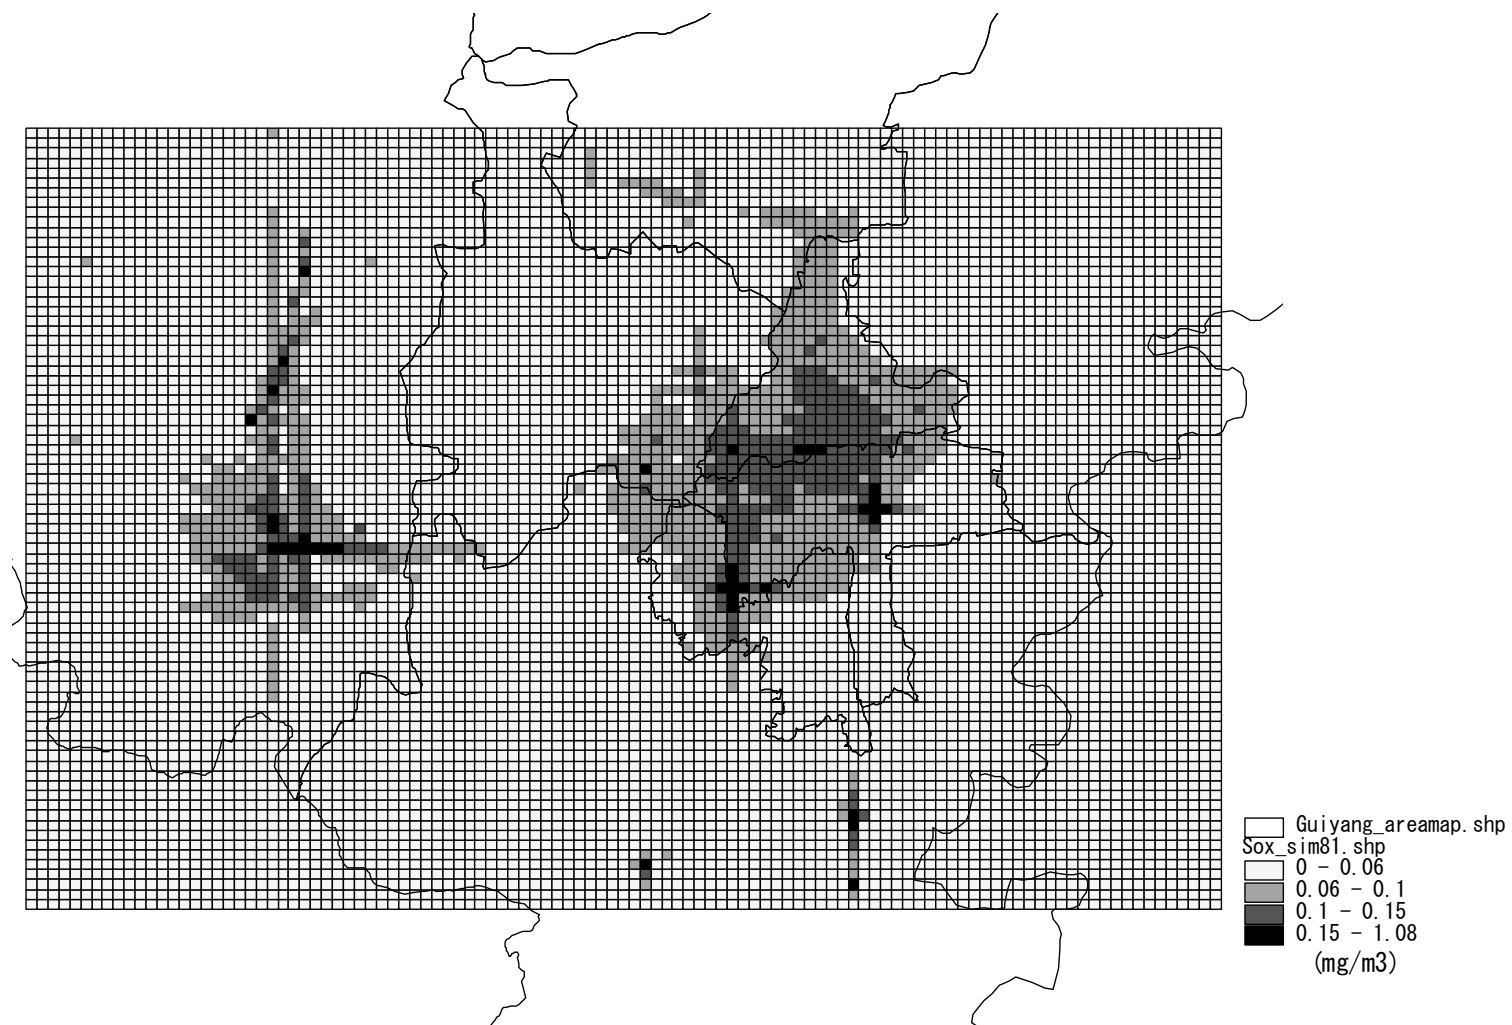 Guiyang_areamap.shp
Sox_sim81.shp
0 - 0.06
0.06 - 0.1
0.1 - 0.15
0.15 - 1.08
(mg/m3)